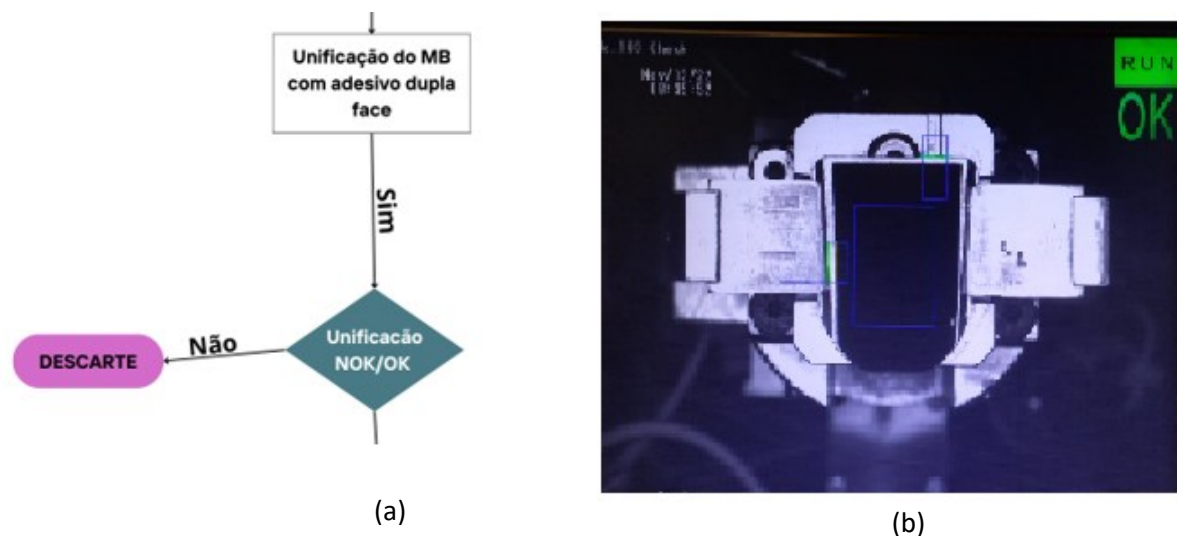 Unificação do MB
com adesivo dupla
face
Sim
Não
DESCARTE
Unificacão
NOK/OK
(a)
RUN
OK
(b)